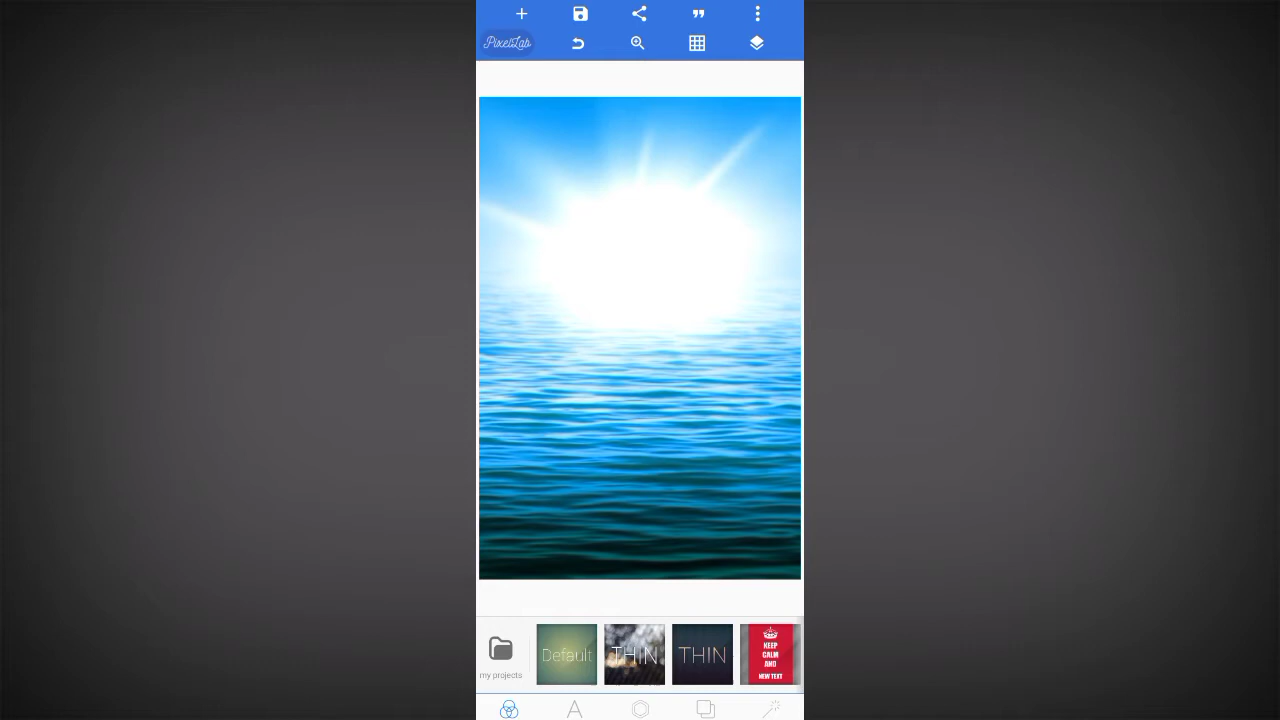 PixelLab
my projects
Default
THIN
THIN
KEEP
CALM
AND
NEW TEXT